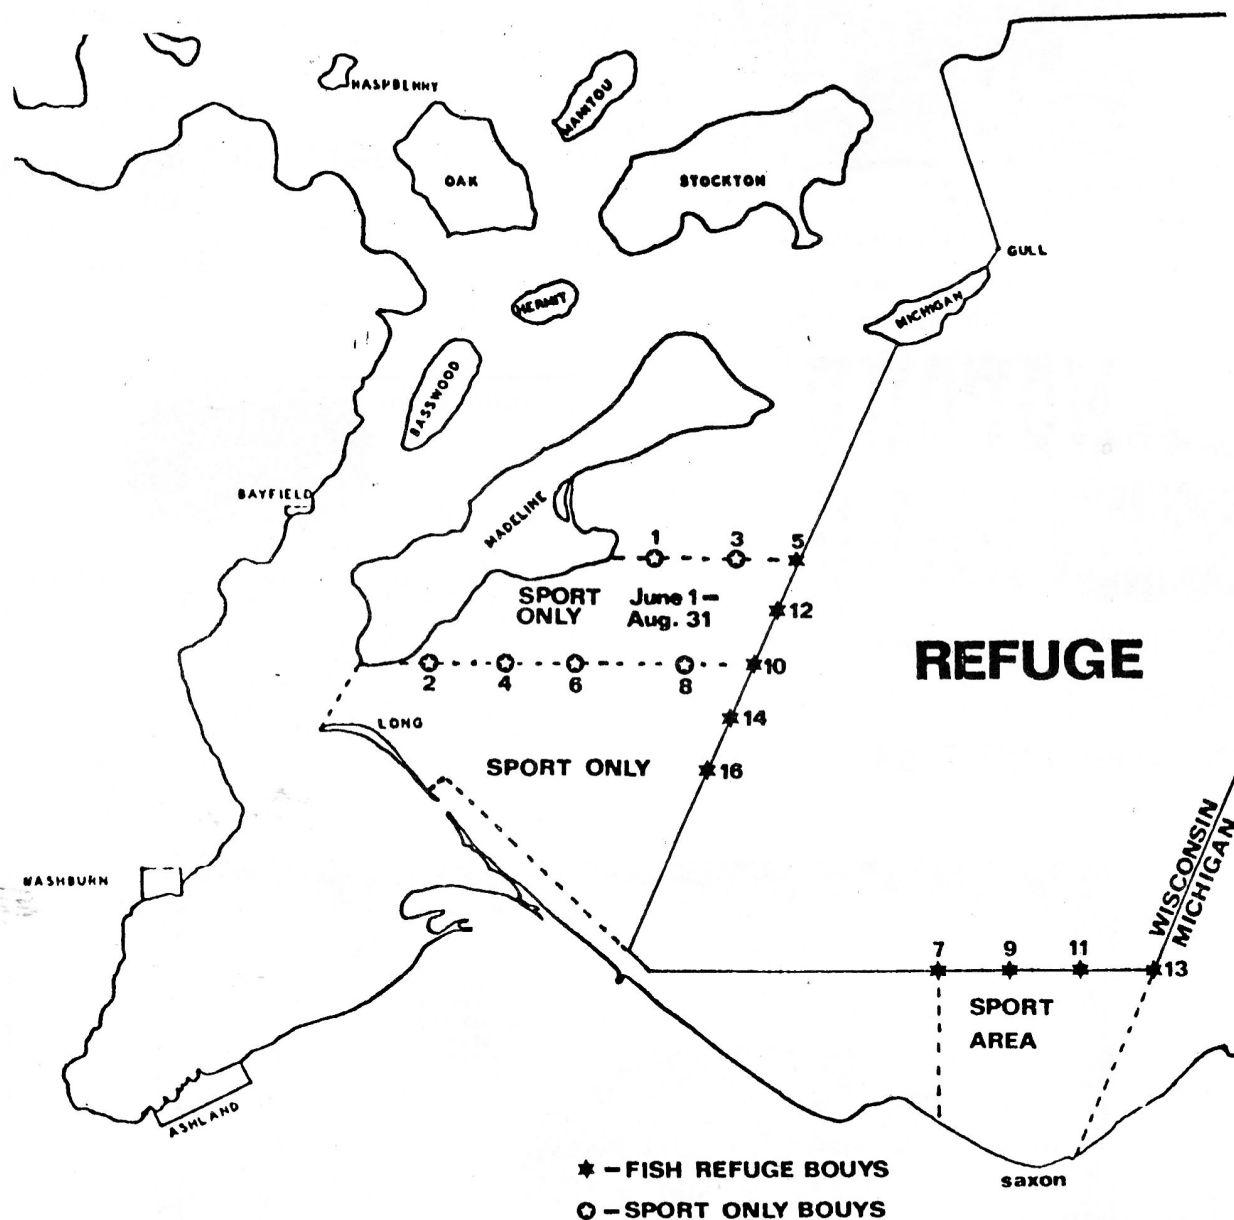 RASPBERRY
MANITOU
OAK
STOCKTON
GULL
HERMIT
MICHIGAN
BASSWOOD
BAYFIELD
MADELINE
1
3
5
SPORT
ONLY
June 1-
Aug. 31
12
REFUGE
2
4
6
8
10
LONG
14
SPORT ONLY
16
WISCONSIN
MICHIGAN
WASHBURN
7
9
11
13
SPORT
AREA
ASHLAND
saxon
✶ - FISH REFUGE BOUYS
✪ - SPORT ONLY BOUYS